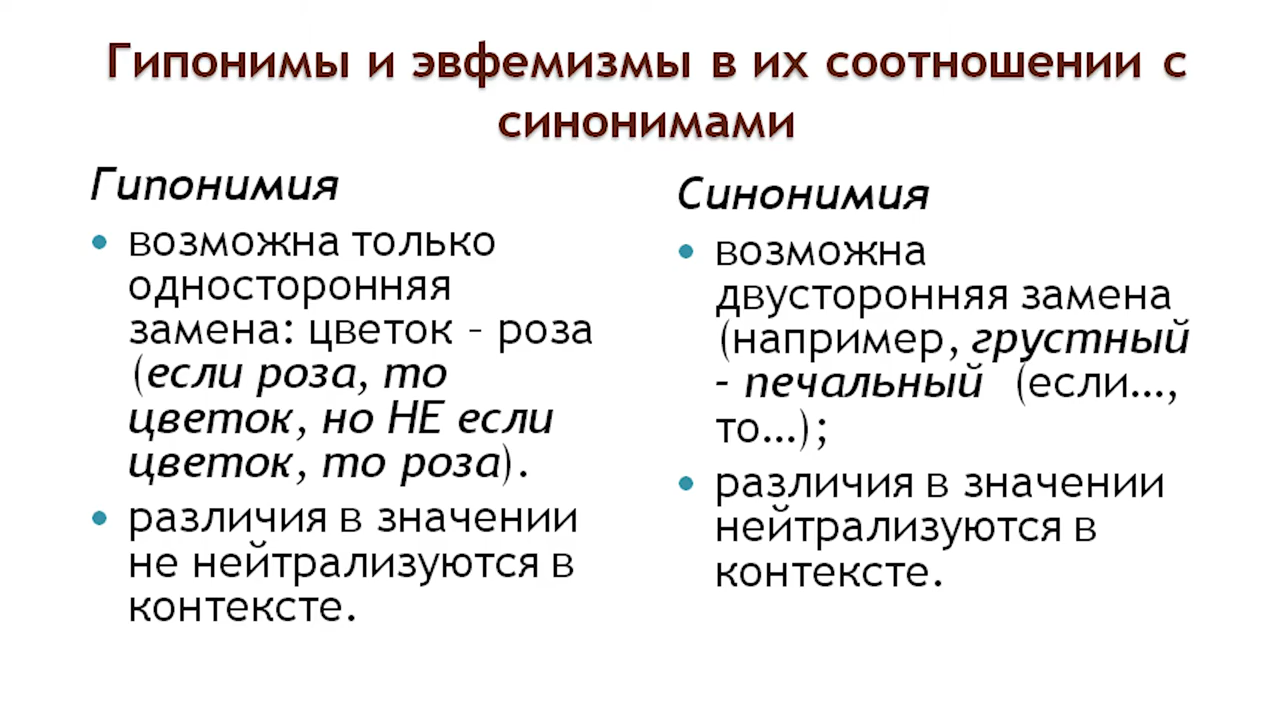 Гипонимы и эвфемизмы в их соотношении с
синонимами
Гипонимия
• возможна только
односторонняя
замена: цветок – роза
(если роза, то
цветок, но НЕ если
цветок, то роза).
• различия в значении
не нейтрализуются в
контексте.
Синонимия
• возможна
двусторонняя замена
(например, грустный
- печальный (если…,
то…);
• различия в значении
нейтрализуются в
контексте.